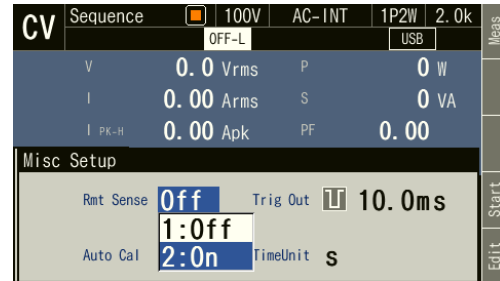 CV Sequence 100V AC-INT 1P2W 2.0k
OFF-L USB
Meas
V 0.0 Vrms P 0 W
I 0.00 Arms S 0 VA
I PK-H 0.00 Apk PF 0.00
Misc Setup
Rmt Sense Off Trig Out 10.0ms
1:Off
Auto Cal 2:On TimeUnit s
Start
Edit